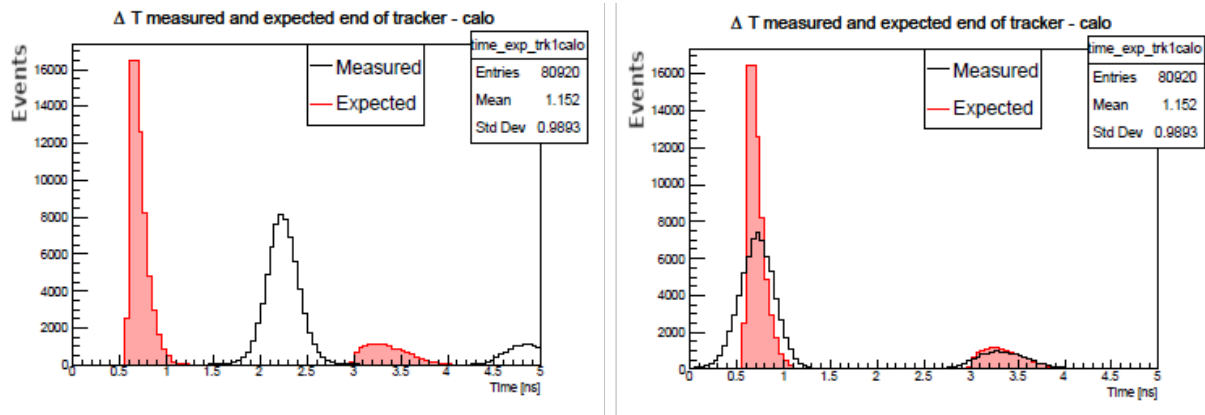 Δ T measured and expected end of tracker - calo
time_exp_trk1calo
Entries 80920
Mean 1.152
Std Dev 0.9893
Measured
Expected
Events
16000
14000
12000
10000
8000
6000
4000
2000
0
0 0.5 1 1.5 2 2.5 3 3.5 4 4.5 5
Time [ns]
Δ T measured and expected end of tracker - calo
time_exp_trk1calo
Entries 80920
Mean 1.152
Std Dev 0.9893
Measured
Expected
Events
16000
14000
12000
10000
8000
6000
4000
2000
0
0 0.5 1 1.5 2 2.5 3 3.5 4 4.5 5
Time [ns]